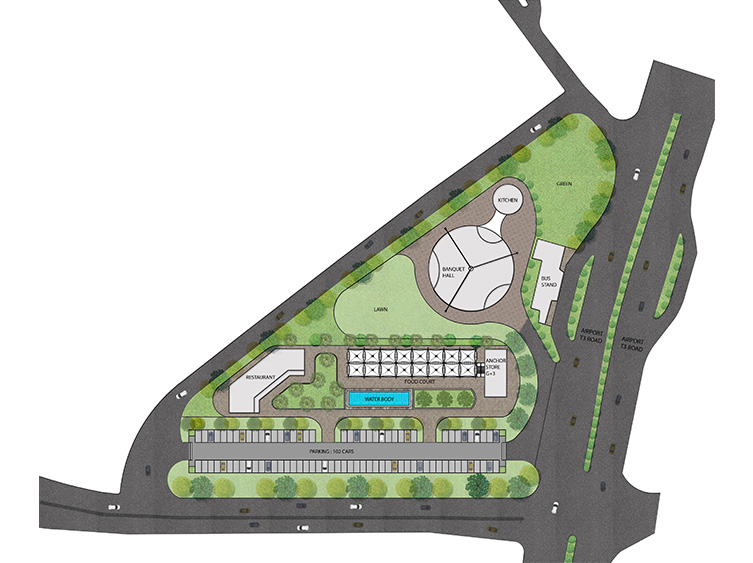 GREEN
KITCHEN
BANQUET
HALL
BUS
STAND
LAWN
AIRPORT
T3 ROAD
AIRPORT
T3 ROAD
ANCHOR
STORE
G+3
RESTAURANT
FOOD COURT
WATER BODY
PARKING : 102 CARS